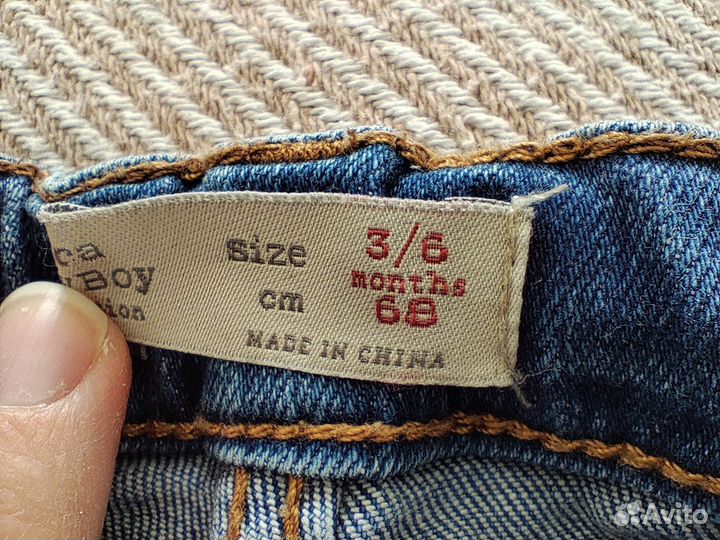 Boy
Size
3/6
months
cm
68
MADE IN CHINA
Avito